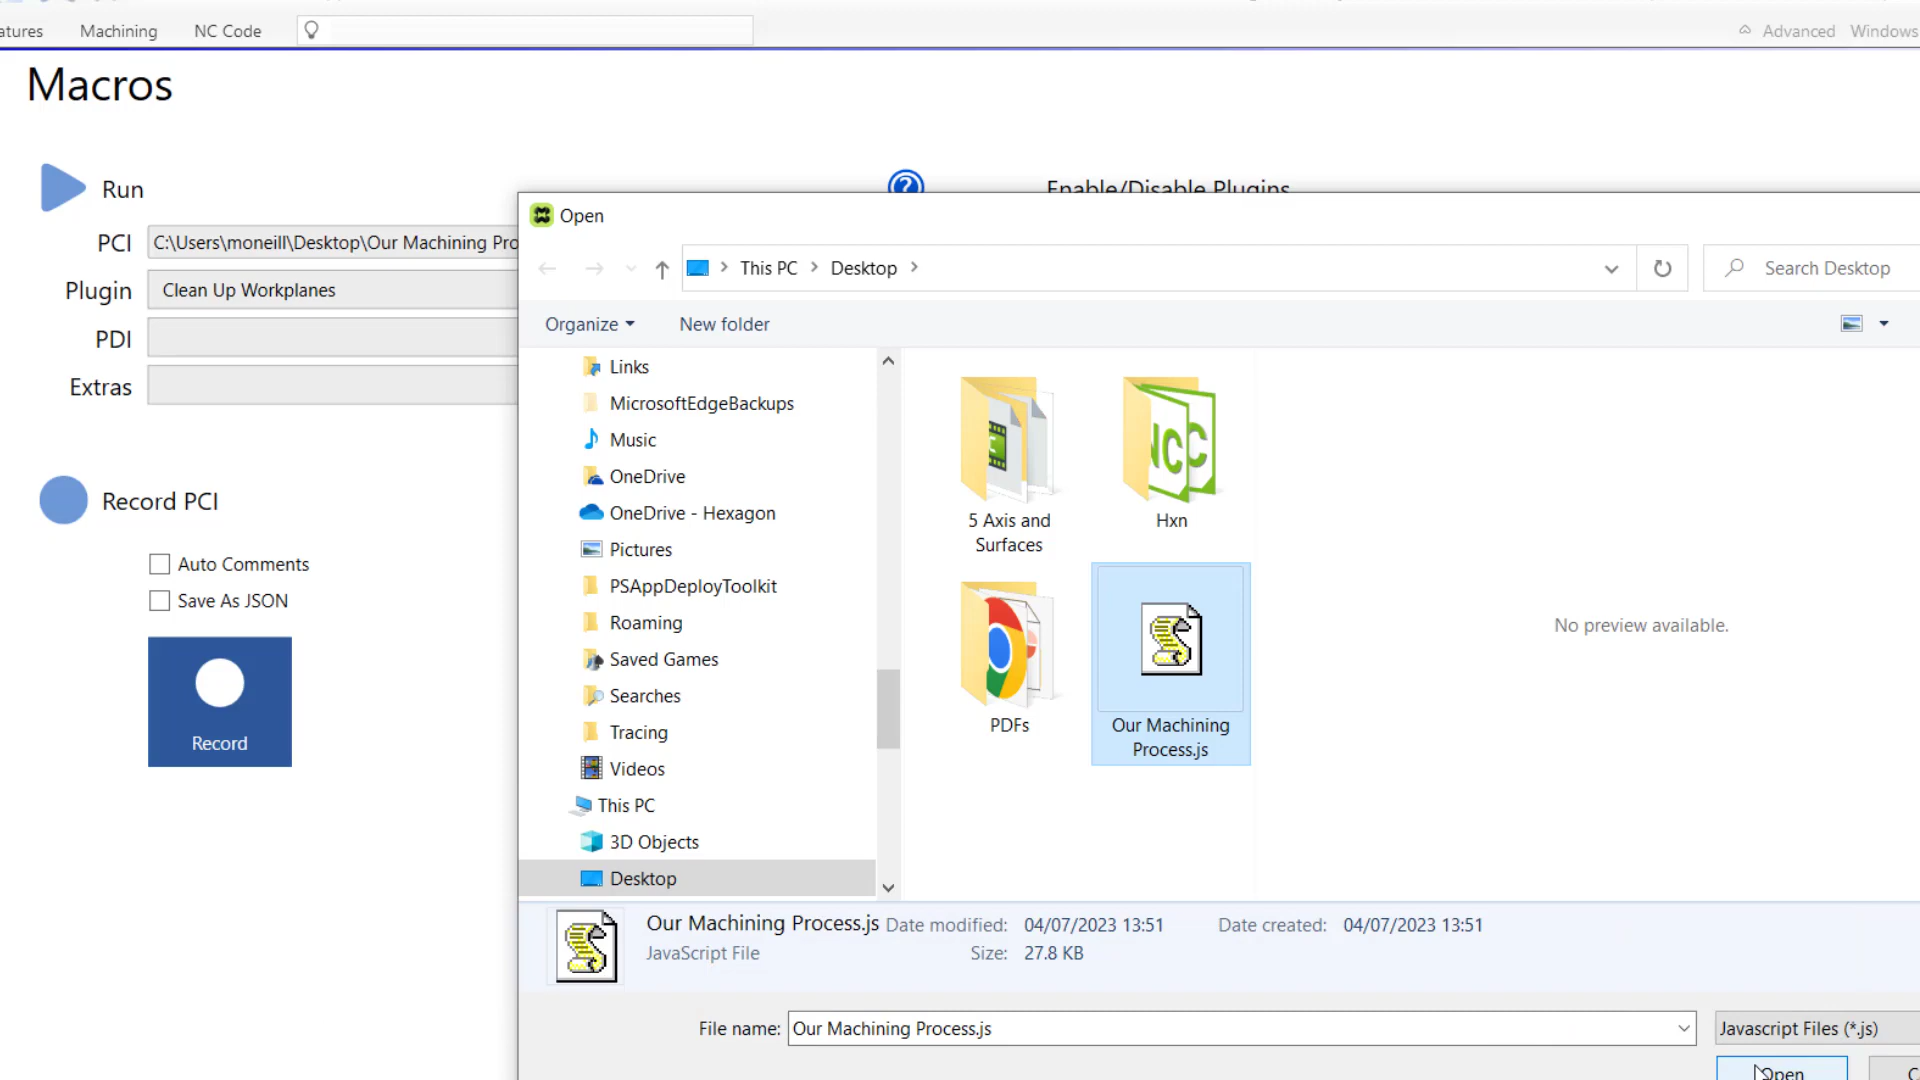 atures Machining NC Code Advanced Windows
Macros
Run
Enable/Disable Plugins
PCI C:\Users\moneill\Desktop\Our Machining Pro
Plugin Clean Up Workplanes
PDI
Extras
Record PCI
Auto Comments
Save As JSON
Record
Open
This PC Desktop
Search Desktop
Organize New folder
Links
MicrosoftEdgeBackups
Music
OneDrive
OneDrive - Hexagon
Pictures
PSAppDeployToolkit
Roaming
Saved Games
Searches
Tracing
Videos
This PC
3D Objects
Desktop
5 Axis and
Surfaces
Hxn
PDFs
Our Machining
Process.js
No preview available.
Our Machining Process.js Date modified: 04/07/2023 13:51 Date created: 04/07/2023 13:51
JavaScript File Size: 27.8 KB
File name: Our Machining Process.js Javascript Files (*.js)
Open